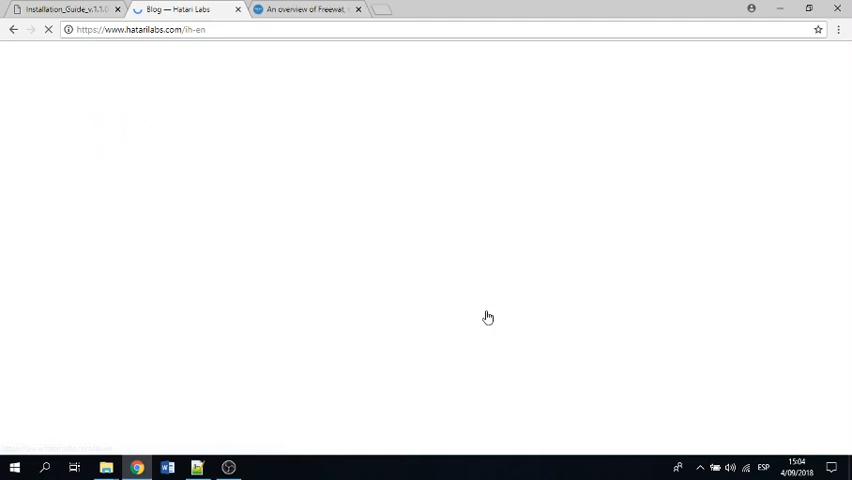 Installation_Guide_v.1.1.0
Blog — Hatari Labs
An overview of Freewat,
https://www.hatarilabs.com/ih-en
ESP
15:04
4/09/2018